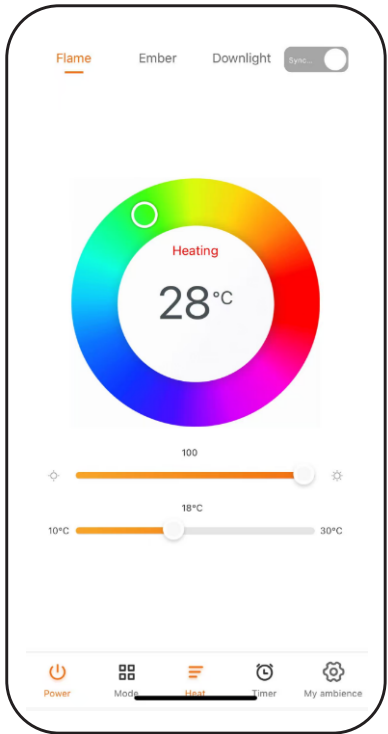 Flame Ember Downlight Sync...
Heating
28°C
100
18°C
10°C 30°C
Power Mode Heat Timer My ambience